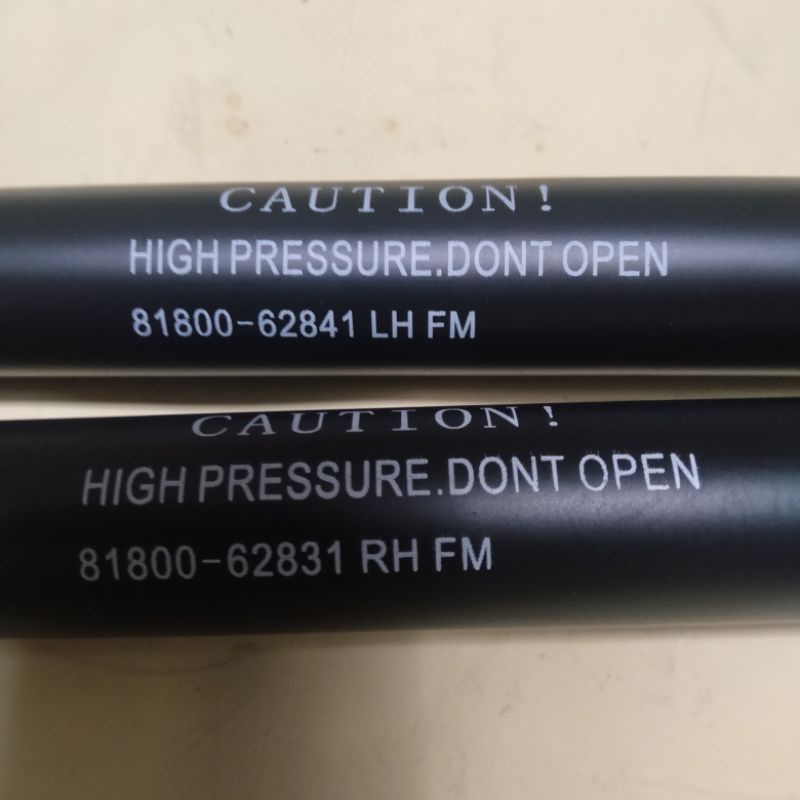 CAUTION!
HIGH PRESSURE.DONT OPEN
81800-62841 LH FM
CAUTION!
HIGH PRESSURE.DONT OPEN
81800-62831 RH FM